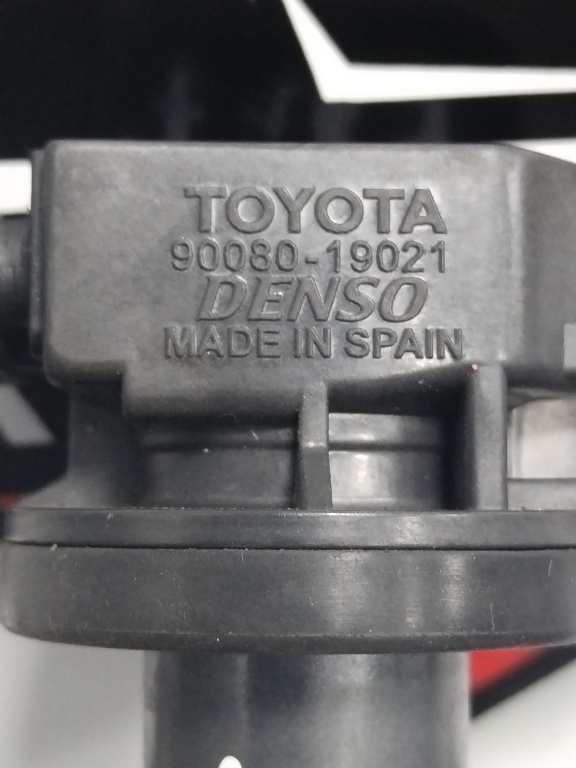 TOYOTA
90080-19021
DENSO
MADE IN SPAIN